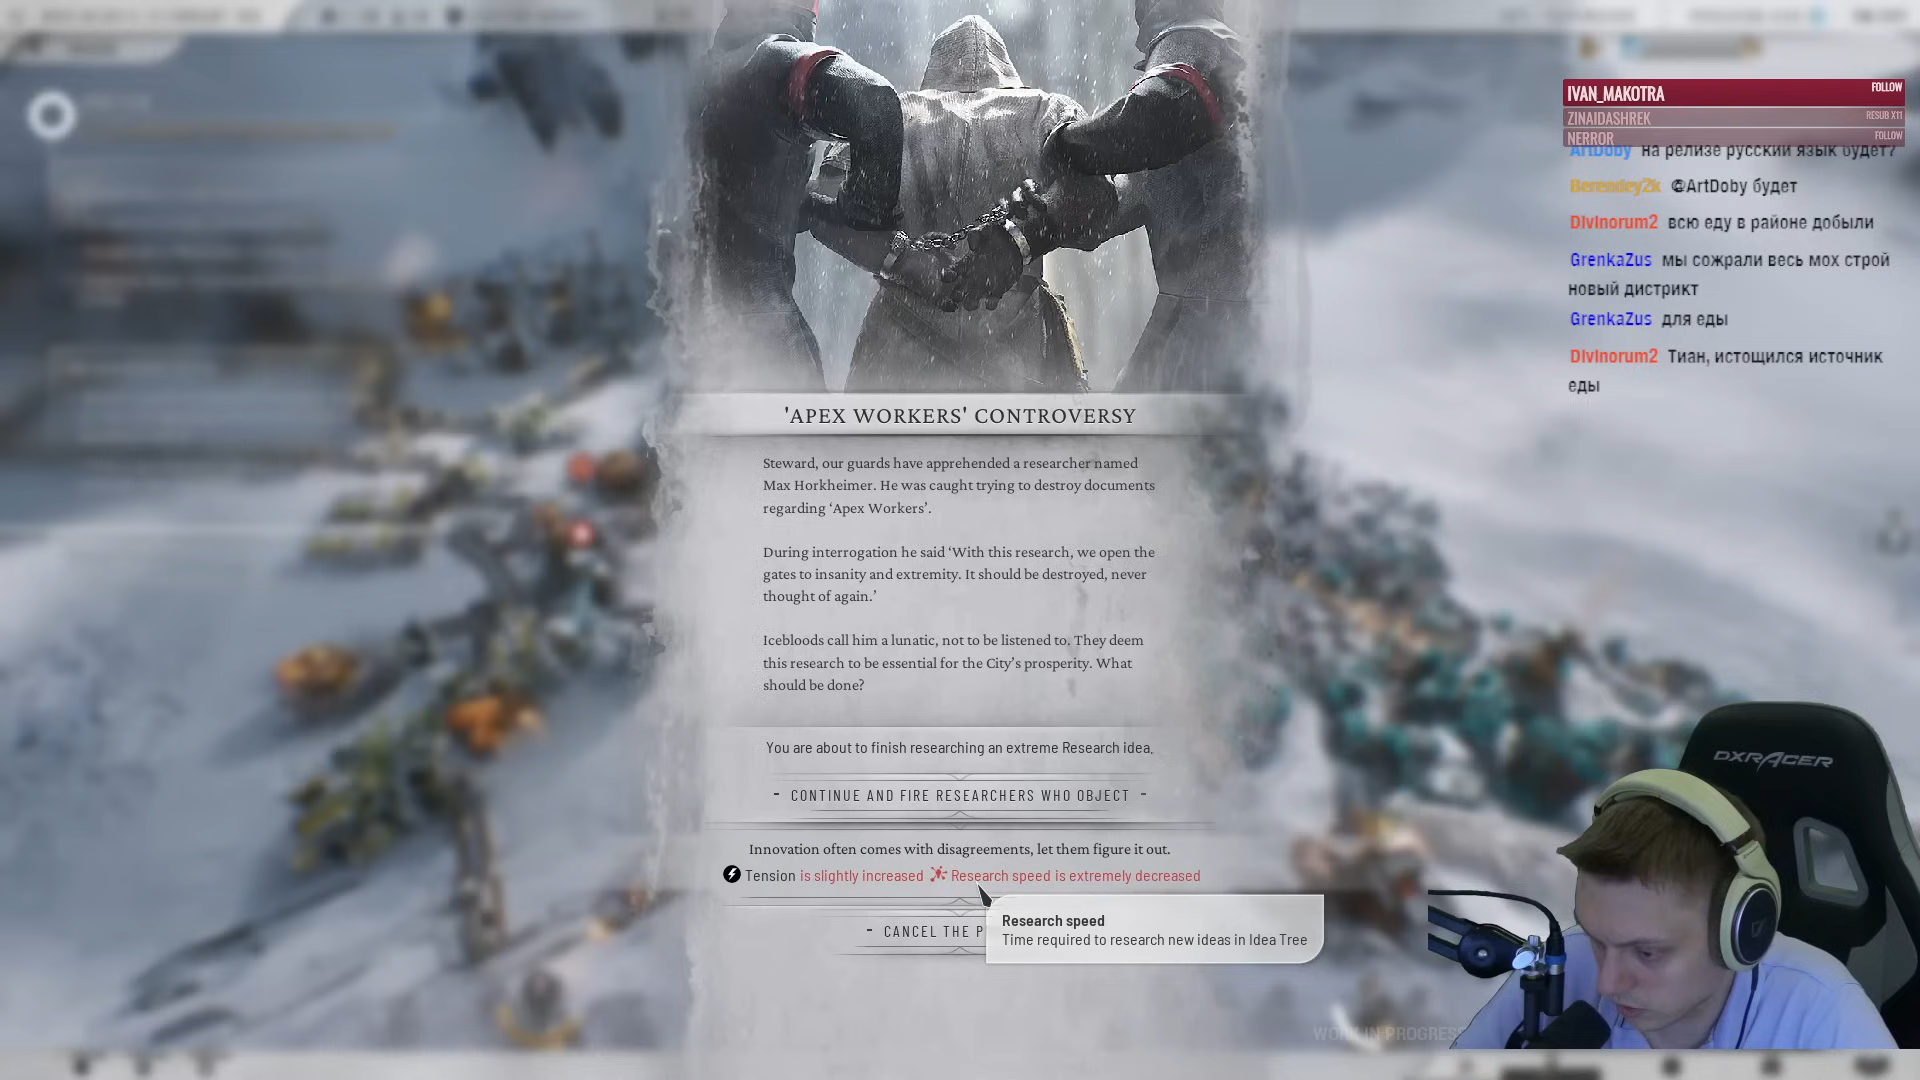 'APEX WORKERS' CONTROVERSY
Steward, our guards have apprehended a researcher named
Max Horkheimer. He was caught trying to destroy documents
regarding ‘Apex Workers’.
During interrogation he said ‘With this research, we open the
gates to insanity and extremity. It should be destroyed, never
thought of again.’
Icebloods call him a lunatic, not to be listened to. They deem
this research to be essential for the City’s prosperity. What
should be done?
You are about to finish researching an extreme Research idea.
- CONTINUE AND FIRE RESEARCHERS WHO OBJECT -
Innovation often comes with disagreements, let them figure it out.
Tension is slightly increased Research speed is extremely decreased
- CANCEL THE P
Research speed
Time required to research new ideas in Idea Tree
IVAN_MAKOTRA FOLLOW
ZINAIDASHREK RESUB X11
NERROR FOLLOW
ArtDoby на релизе русский язык будет?
Berendey2k @ArtDoby будет
Divinorum2 всю еду в районе добыли
GrenkaZus мы сожрали весь мох строй
новый дистрикт
GrenkaZus для еды
Divinorum2 Тиан, истощился источник
еды
DXRACER
WORK IN PROGRESS